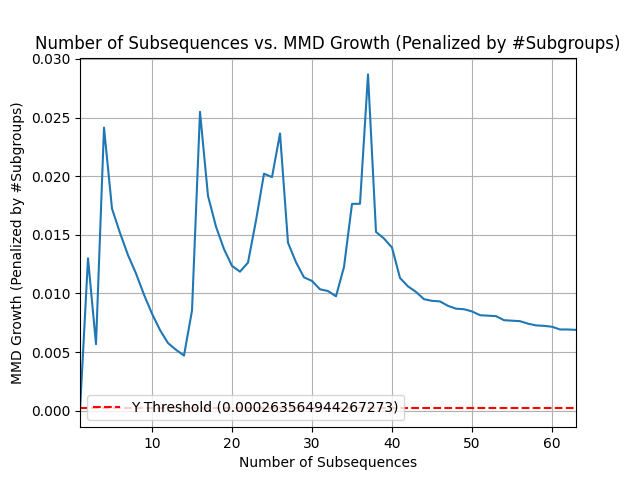 Number of Subsequences vs. MMD Growth (Penalized by #Subgroups)
MMD Growth (Penalized by #Subgroups)
0.030
0.025
0.020
0.015
0.010
0.005
0.000
Y Threshold (0.000263564944267273)
10 20 30 40 50 60
Number of Subsequences